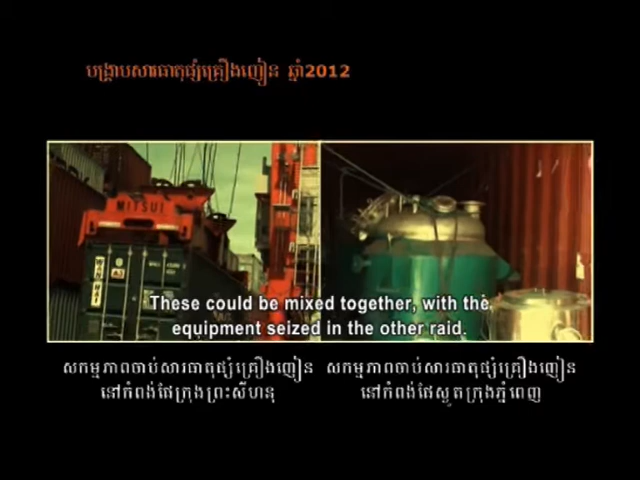 បង្ក្រាបសារធាតុផ្សំគ្រឿងញៀន ឆ្នាំ2012
MITSUI
WAN HAI
These could be mixed together, with the
equipment seized in the other raid.
សកម្មភាពចាប់សារធាតុផ្សំគ្រឿងញៀន
នៅកំពង់ផែក្រុងព្រះសីហនុ
សកម្មភាពចាប់សារធាតុផ្សំគ្រឿងញៀន
នៅកំពង់ផែស្ងួតក្រុងភ្នំពេញ